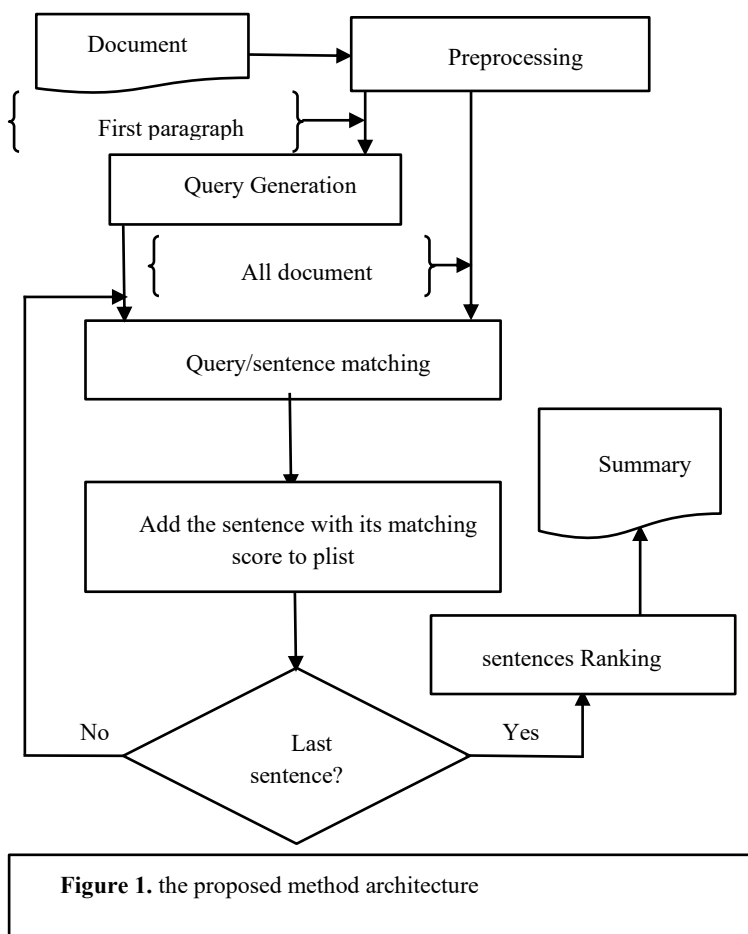 Document
Preprocessing
First paragraph
Query Generation
All document
Query/sentence matching
Summary
Add the sentence with its matching
score to plist
sentences Ranking
No
Yes
Last
sentence?
Figure 1. the proposed method architecture